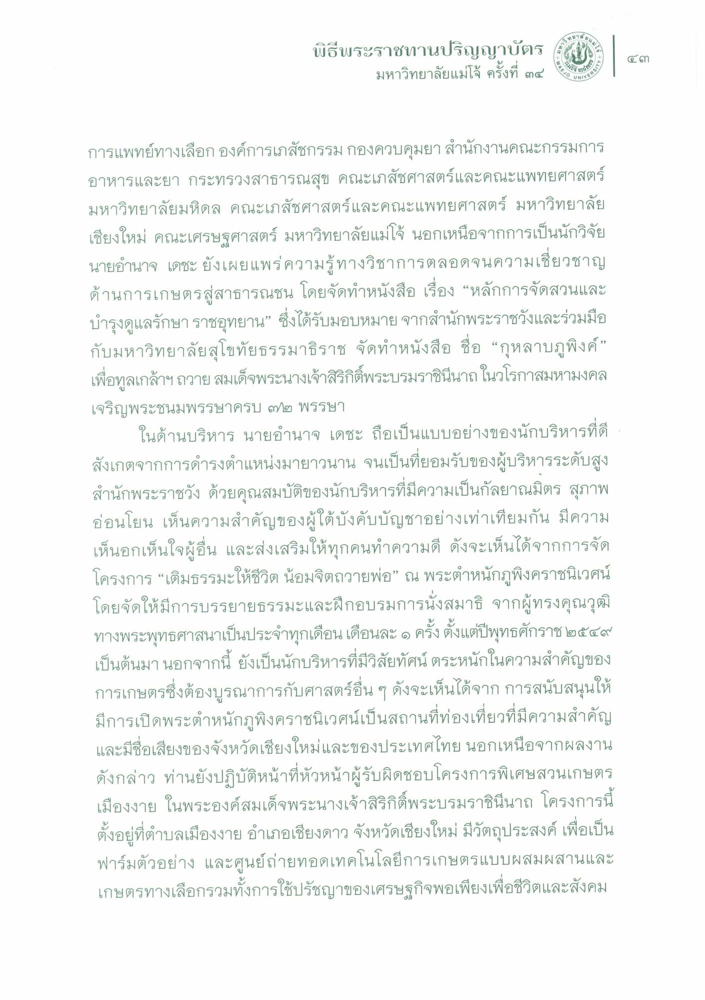 พิธีพระราชทานปริญญาบัตร
มหาวิทยาลัยแม่โจ้ ครั้งที่ ๓๔
มหาวิทยาลัยแม่โจ้
แม่โจ้ ๒๔๗๗
MAEJO UNIVERSITY
๔๓
การแพทย์ทางเลือก องค์การเภสัชกรรม กองควบคุมยา สำนักงานคณะกรรมการ
อาหารและยา กระทรวงสาธารณสุข คณะเภสัชศาสตร์และคณะแพทยศาสตร์
มหาวิทยาลัยมหิดล คณะเภสัชศาสตร์และคณะแพทยศาสตร์ มหาวิทยาลัย
เชียงใหม่ คณะเศรษฐศาสตร์ มหาวิทยาลัยแม่โจ้ นอกเหนือจากการเป็นนักวิจัย
นายอำนาจ เดชะ ยังเผยแพร่ความรู้ทางวิชาการตลอดจนความเชี่ยวชาญ
ด้านการเกษตรสู่สาธารณชน โดยจัดทำหนังสือ เรื่อง “หลักการจัดสวนและ
บำรุงดูแลรักษา ราชอุทยาน” ซึ่งได้รับมอบหมาย จากสำนักพระราชวังและร่วมมือ
กับมหาวิทยาลัยสุโขทัยธรรมาธิราช จัดทำหนังสือ ชื่อ “กุหลาบภูพิงค์”
เพื่อทูลเกล้าฯ ถวาย สมเด็จพระนางเจ้าสิริกิติ์พระบรมราชินีนาถ ในวโรกาสมหามงคล
เจริญพระชนมพรรษาครบ ๗๒ พรรษา
ในด้านบริหาร นายอำนาจ เดชะ ถือเป็นแบบอย่างของนักบริหารที่ดี
สังเกตจากการดำรงตำแหน่งมายาวนาน จนเป็นที่ยอมรับของผู้บริหารระดับสูง
สำนักพระราชวัง ด้วยคุณสมบัติของนักบริหารที่มีความเป็นกัลยาณมิตร สุภาพ
อ่อนโยน เห็นความสำคัญของผู้ใต้บังคับบัญชาอย่างเท่าเทียมกัน มีความ
เห็นอกเห็นใจผู้อื่น และส่งเสริมให้ทุกคนทำความดี ดังจะเห็นได้จากการจัด
โครงการ “เติมธรรมะให้ชีวิต น้อมจิตถวายพ่อ” ณ พระตำหนักภูพิงคราชนิเวศน์
โดยจัดให้มีการบรรยายธรรมะและฝึกอบรมการนั่งสมาธิ จากผู้ทรงคุณวุฒิ
ทางพระพุทธศาสนาเป็นประจำทุกเดือน เดือนละ ๑ ครั้ง ตั้งแต่ปีพุทธศักราช ๒๕๔๙
เป็นต้นมา นอกจากนี้ ยังเป็นนักบริหารที่มีวิสัยทัศน์ ตระหนักในความสำคัญของ
การเกษตรซึ่งต้องบูรณาการกับศาสตร์อื่น ๆ ดังจะเห็นได้จาก การสนับสนุนให้
มีการเปิดพระตำหนักภูพิงคราชนิเวศน์เป็นสถานที่ท่องเที่ยวที่มีความสำคัญ
และมีชื่อเสียงของจังหวัดเชียงใหม่และของประเทศไทย นอกเหนือจากผลงาน
ดังกล่าว ท่านยังปฏิบัติหน้าที่หัวหน้าผู้รับผิดชอบโครงการพิเศษสวนเกษตร
เมืองงาย ในพระองค์สมเด็จพระนางเจ้าสิริกิติ์พระบรมราชินีนาถ โครงการนี้
ตั้งอยู่ที่ตำบลเมืองงาย อำเภอเชียงดาว จังหวัดเชียงใหม่ มีวัตถุประสงค์ เพื่อเป็น
ฟาร์มตัวอย่าง และศูนย์ถ่ายทอดเทคโนโลยีการเกษตรแบบผสมผสานและ
เกษตรทางเลือกรวมทั้งการใช้ปรัชญาของเศรษฐกิจพอเพียงเพื่อชีวิตและสังคม